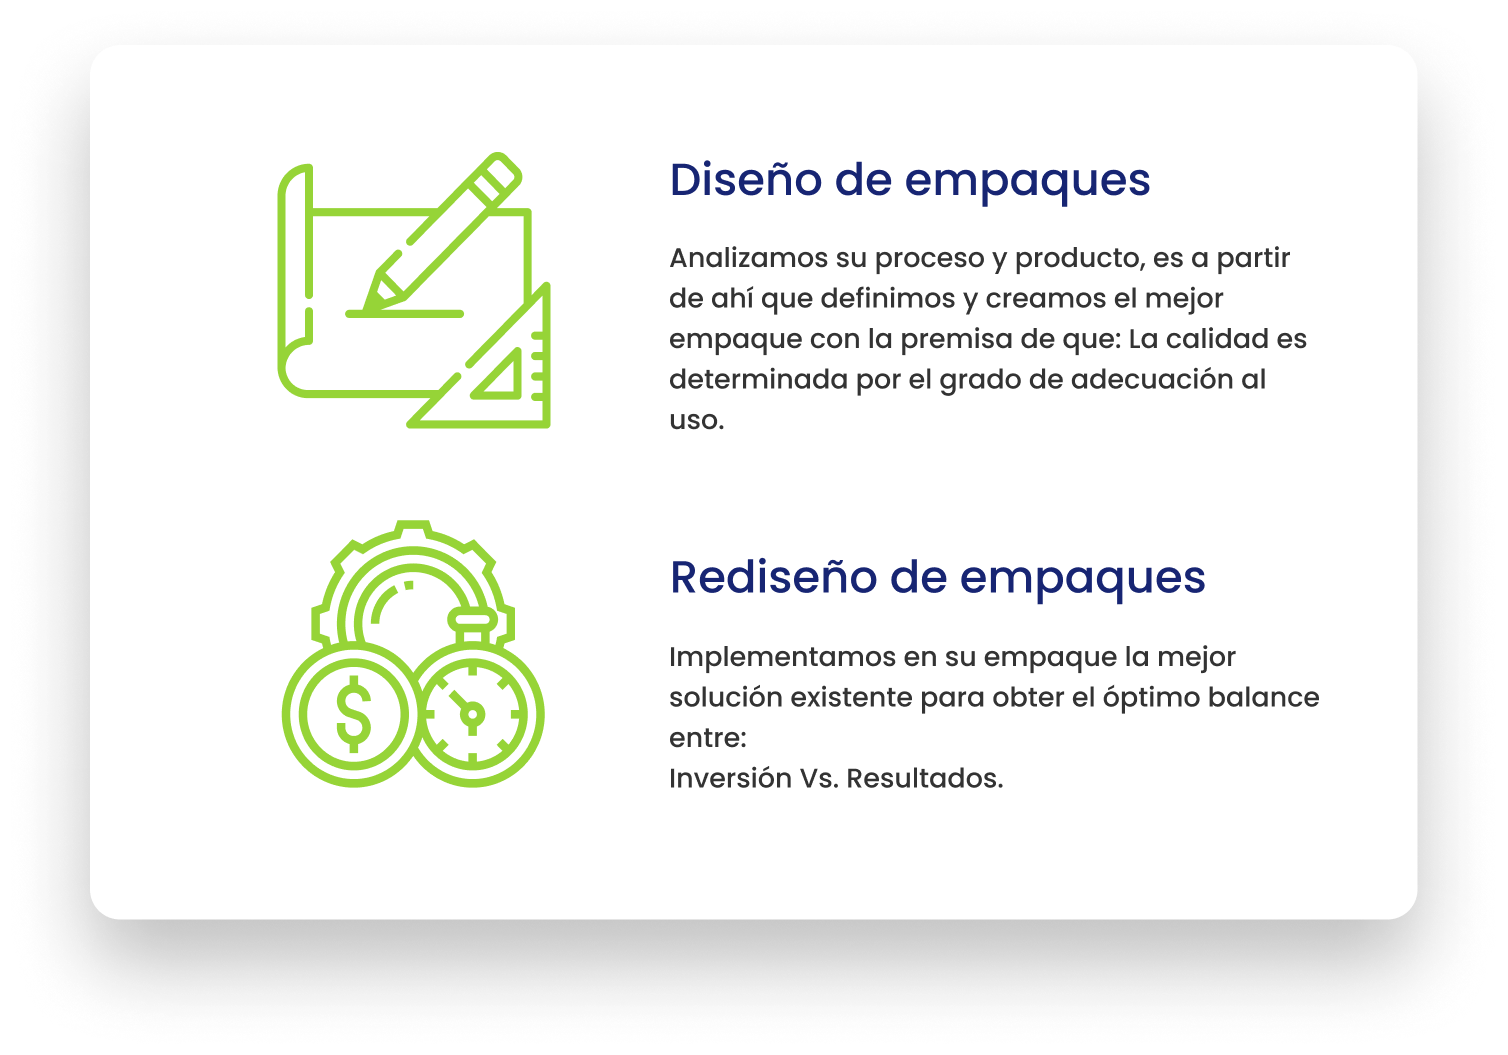 Diseño de empaques
Analizamos su proceso y producto, es a partir
de ahí que definimos y creamos el mejor
empaque con la premisa de que: La calidad es
determinada por el grado de adecuación al
uso.
$
Rediseño de empaques
Implementamos en su empaque la mejor
solución existente para obter el óptimo balance
entre:
Inversión Vs. Resultados.